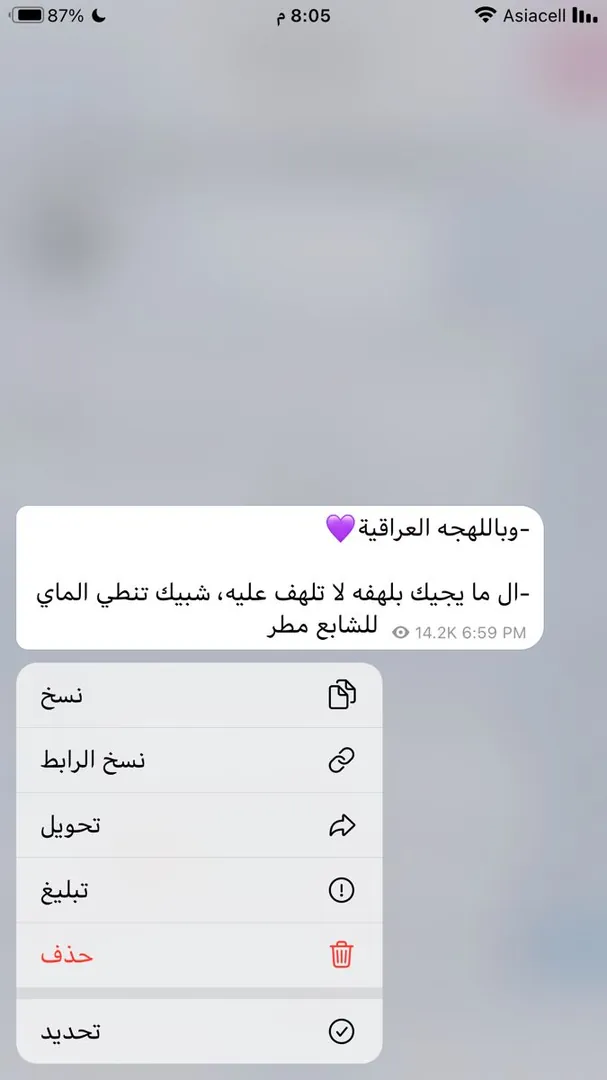 87% 8:05 م Asiacell
-وباللهجه العراقية💜
-ال ما يجيك بلهفه لا تلهف عليه، شبيك تنطي الماي
للشابع مطر 14.2K 6:59 PM
نسخ
نسخ الرابط
تحويل
تبليغ
حذف
تحديد